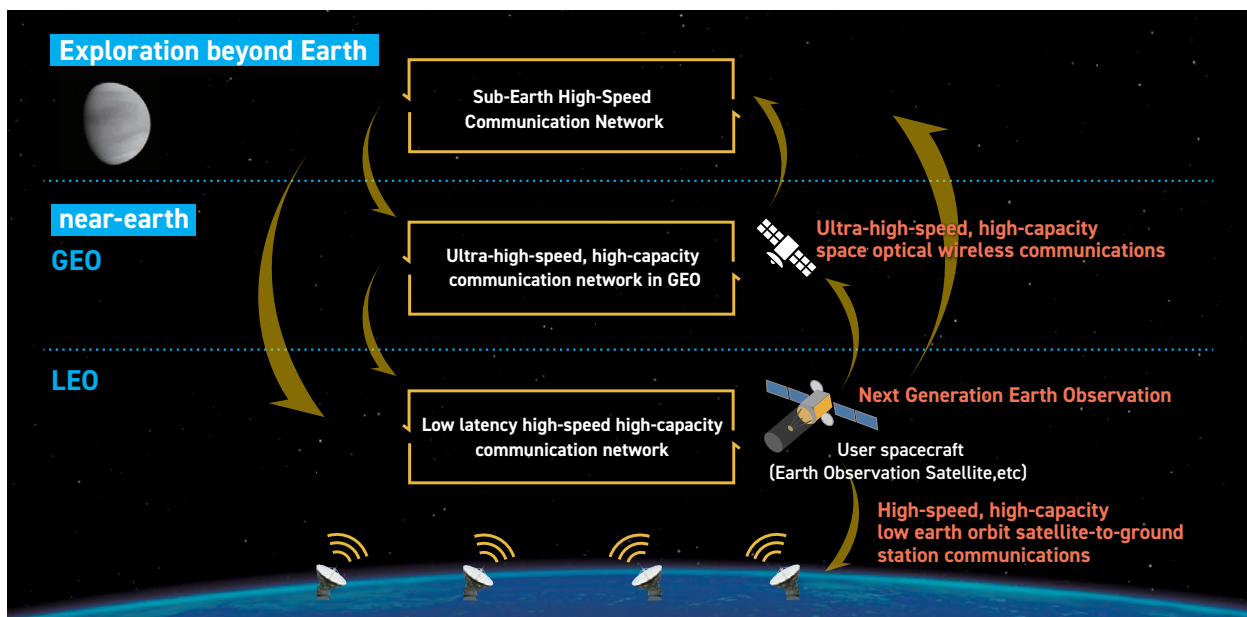 Exploration beyond Earth
Sub-Earth High-Speed
Communication Network
near-earth
GEO
Ultra-high-speed, high-capacity
communication network in GEO
Ultra-high-speed, high-capacity
space optical wireless communications
LEO
Low latency high-speed high-capacity
communication network
Next Generation Earth Observation
User spacecraft
(Earth Observation Satellite,etc)
High-speed, high-capacity
low earth orbit satellite-to-ground
station communications